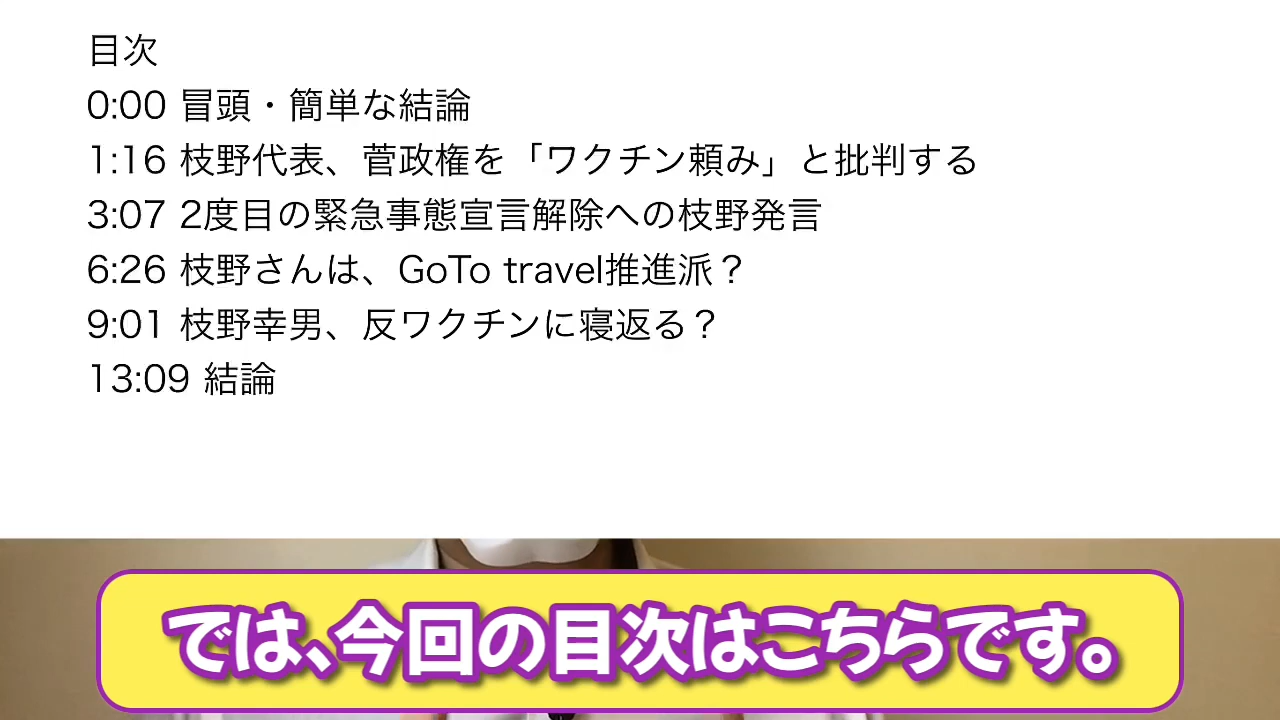 目次
0:00 冒頭・簡単な結論
1:16 枝野代表、菅政権を「ワクチン頼み」と批判する
3:07 2度目の緊急事態宣言解除への枝野発言
6:26 枝野さんは、GoTo travel推進派？
9:01 枝野幸男、反ワクチンに寝返る？
13:09 結論
では、今回の目次はこちらです。